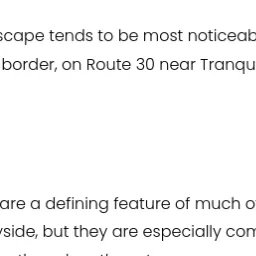 scape tends to be most noticeab
border, on Route 30 near Tranqu
are a defining feature of much o
yside, but they are especially com